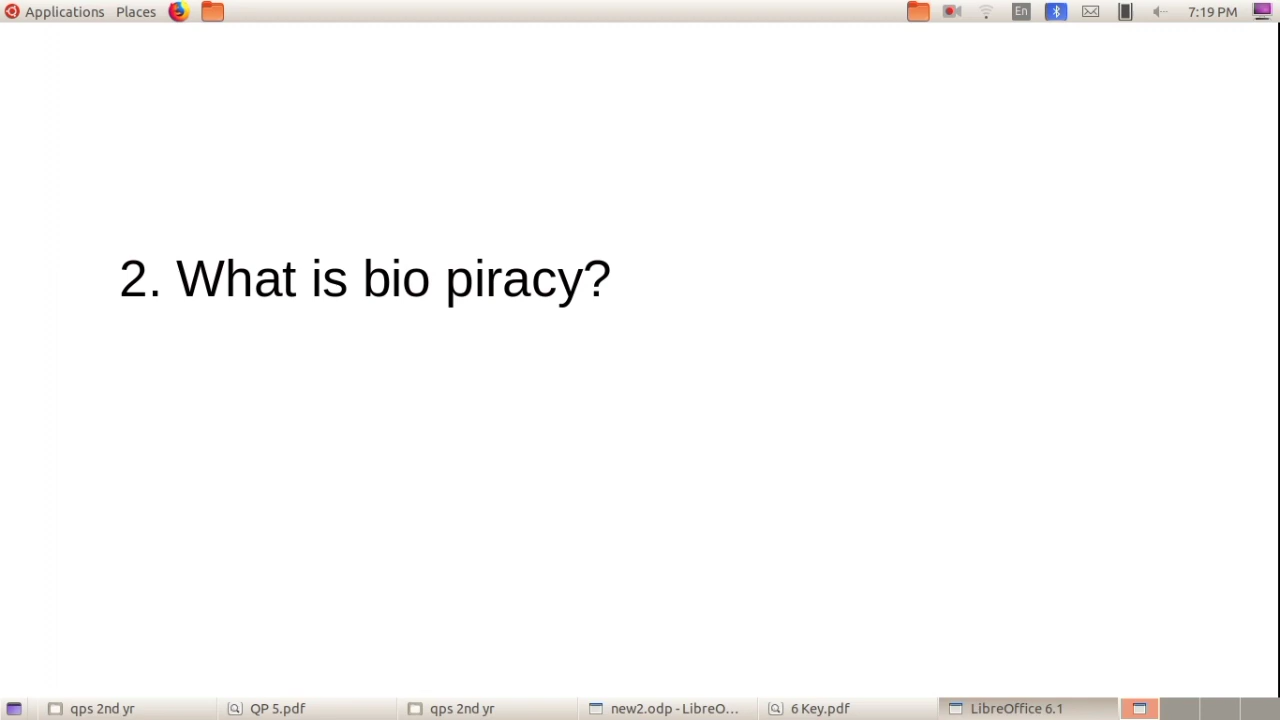 Applications Places En 7:19 PM
2. What is bio piracy?
qps 2nd yr QP 5.pdf qps 2nd yr new2.odp - LibreO... 6 Key.pdf LibreOffice 6.1